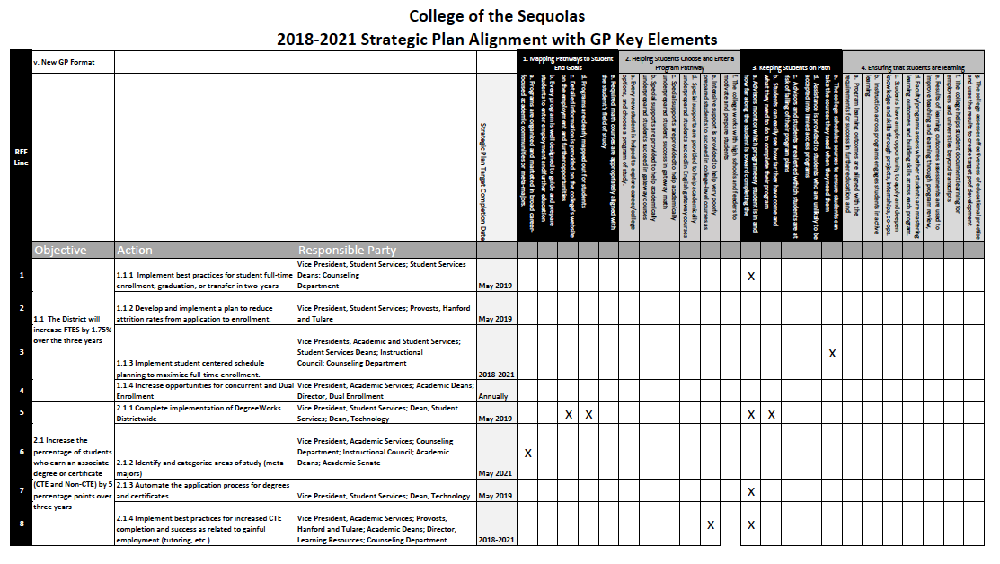 College of the Sequoias
2018-2021 Strategic Plan Alignment with GP Key Elements
v. New GP Format
1. Mapping Pathways to Student
End Goals
2. Helping Students Choose and Enter a
Program Pathway
3. Keeping Students on Path
4. Ensuring that students are learning
REF
Line
Strategic Plan Target Completion Date
a. Programs are organized and marketed in broad career-
focused academic communities or meta-majors.
b. Every program is well designed to guide and prepare
students to enter employment and further education
c. Detailed information is provided on the college's website
on the employment and further opportunities
d. Programs are clearly mapped out for students
e. Required math courses are appropriately aligned with
the student's field of study
a. Every new student is helped to explore career/college
options, and choose a program of study.
b. Special supports are provided to help academically
underprepared students succeed in gateway courses
c. Special supports are provided to help academically
underprepared student success in gateway math
d. Special supports are provided to help academically
underprepared students succeed in English gateway courses
e. Intensive support is provided to help very poorly
prepared students to succeed in college-level courses as
f. The college works with high schools and feeders to
motivate and prepare students
a. Advisors monitor which program every student is in and
how far along the student is toward completing the
b. Students can easily see how far they have come and
what they need to do to complete their program
c. Advisors and students are alerted which students are at
risk of falling of their program plans
d. Assistance is provided to students who are unlikely to be
accepted into limited access programs
e. The college schedules courses to ensure students can
take the courses they need when they need them
a. Program learning outcomes are aligned with the
requirements for success in further education and
b. Instruction across programs engages students in active
learning
c. Students have ample opportunity to apply and deepen
knowledge and skills through projects, internships, co-ops.
d. Faculty/programs assess whether students are mastering
learning outcomes and building skills across each program.
e. Results of learning outcomes assessments are used to
improve teaching and learning through program review,
f. The college helps student document learning for
employers and universities beyond transcripts
g. The college assesses effectiveness of educational practice
and uses the results to create targets of development
Objective Action Responsible Party
1
1.1.1 Implement best practices for student full-time
enrollment, graduation, or transfer in two-years
Vice President, Student Services; Student Services
Deans; Counseling
Department
May 2019
X
2
1.1.2 Develop and implement a plan to reduce
attrition rates from application to enrollment.
Vice President, Student Services; Provosts, Hanford
and Tulare
May 2019
1.1 The District will
increase FTES by 1.75%
over the three years
3
1.1.3 Implement student centered schedule
planning to maximize full-time enrollment.
Vice Presidents, Academic and Student Services;
Student Services Deans; Instructional
Council; Counseling Department
2018-2021
X
4
1.1.4 Increase opportunities for concurrent and Dual
Enrollment
Vice President, Academic Services; Academic Deans;
Director, Dual Enrollment
Annually
5
2.1.1 Complete implementation of DegreeWorks
Districtwide
Vice President, Student Services; Dean, Student
Services; Dean, Technology
May 2019
X X X X
2.1 Increase the
percentage of students
who earn an associate
degree or certificate
(CTE and Non-CTE) by 5
percentage points over
three years
6
2.1.2 Identify and categorize areas of study (meta
majors)
Vice President, Academic Services; Counseling
Department; Instructional Council; Academic
Deans; Academic Senate
May 2021
X
7
2.1.3 Automate the application process for degrees
and certificates
Vice President, Student Services; Dean, Technology
May 2019
X
8
2.1.4 Implement best practices for increased CTE
completion and success as related to gainful
employment (tutoring, etc.)
Vice President, Academic Services; Provosts,
Hanford and Tulare; Academic Deans; Director,
Learning Resources; Counseling Department
2018-2021
X X